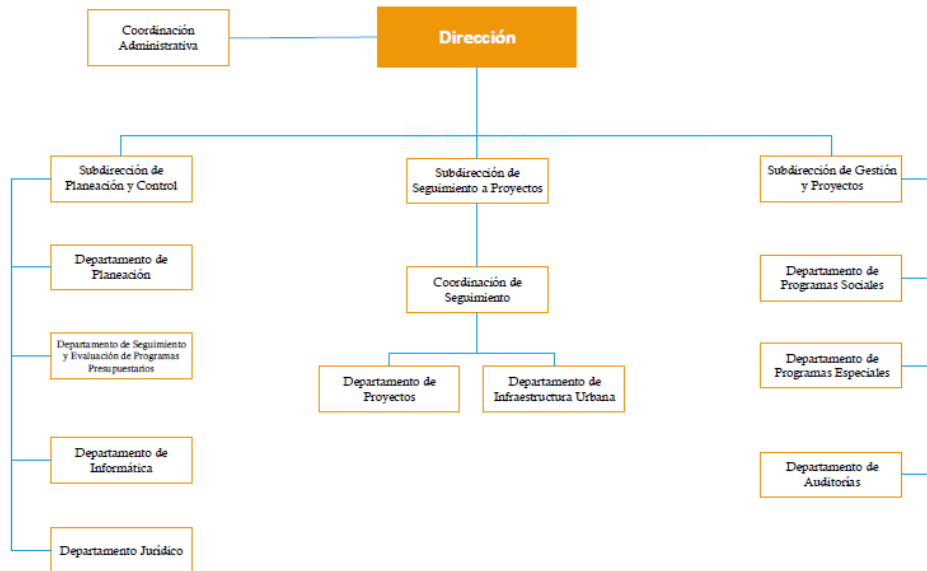 Coordinación
Administrativa
Dirección
Subdirección de
Planeación y Control
Subdirección de
Seguimiento a Proyectos
Subdirección de Gestión
y Proyectos
Departamento de
Planeación
Coordinación de
Seguimiento
Departamento de
Programas Sociales
Departamento de Seguimiento
y Evaluación de Programas
Presupuestarios
Departamento de
Proyectos
Departamento de
Infraestructura Urbana
Departamento de
Programas Especiales
Departamento de
Informática
Departamento de
Auditorías
Departamento Jurídico